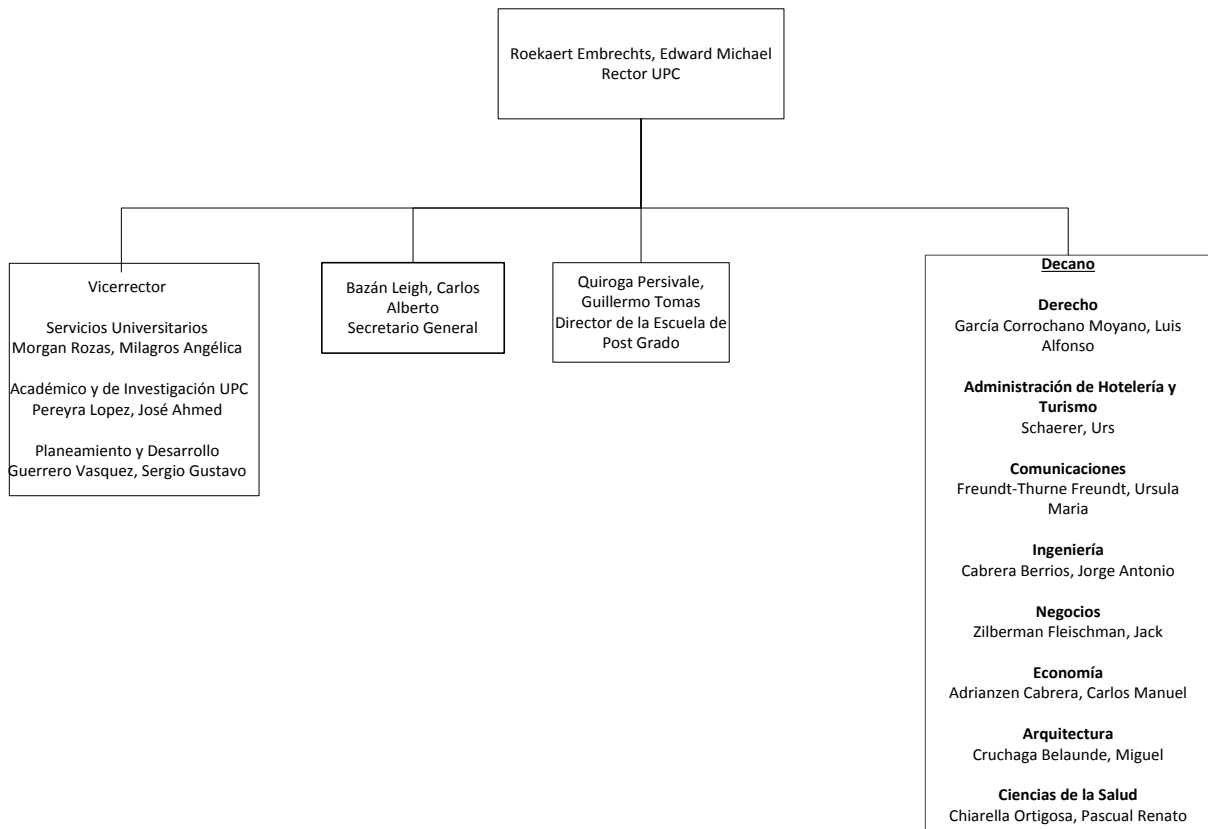 Roekaert Embrechts, Edward Michael
Rector UPC
Vicerrector
Servicios Universitarios
Morgan Rozas, Milagros Angélica
Académico y de Investigación UPC
Pereyra Lopez, José Ahmed
Planeamiento y Desarrollo
Guerrero Vasquez, Sergio Gustavo
Bazán Leigh, Carlos
Alberto
Secretario General
Quiroga Persivale,
Guillermo Tomas
Director de la Escuela de
Post Grado
Decano
Derecho
García Corrochano Moyano, Luis
Alfonso
Administración de Hotelería y
Turismo
Schaerer, Urs
Comunicaciones
Freundt-Thurne Freundt, Ursula
Maria
Ingeniería
Cabrera Berrios, Jorge Antonio
Negocios
Zilberman Fleischman, Jack
Economía
Adrianzen Cabrera, Carlos Manuel
Arquitectura
Cruchaga Belaunde, Miguel
Ciencias de la Salud
Chiarella Ortigosa, Pascual Renato